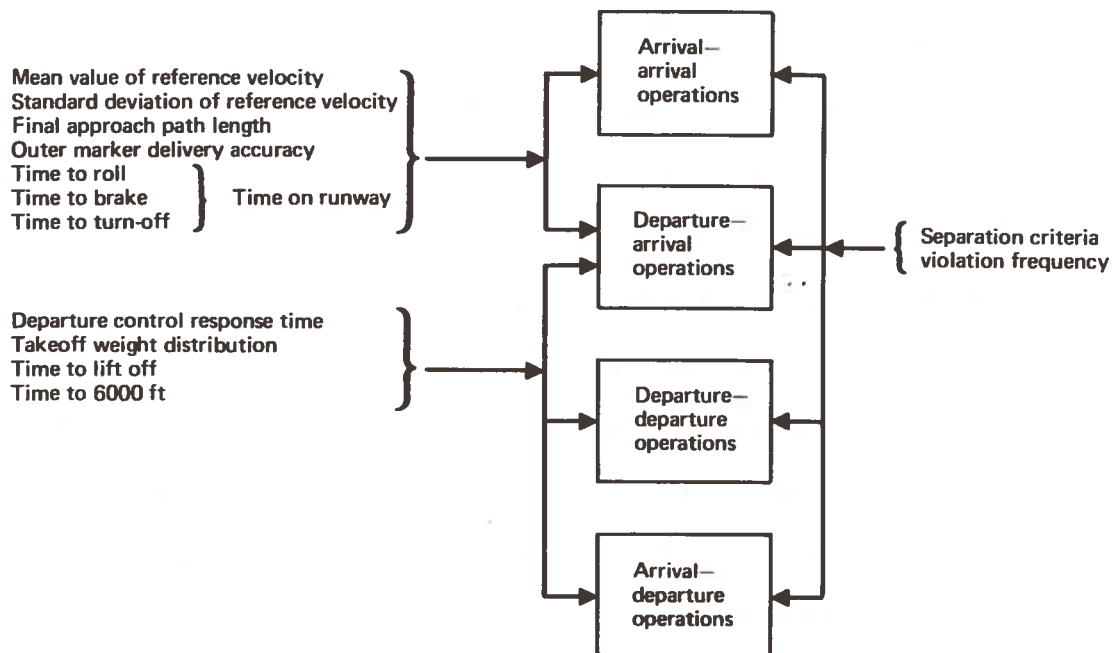 Mean value of reference velocity
Standard deviation of reference velocity
Final approach path length
Outer marker delivery accuracy
Time to roll
Time to brake
Time to turn-off
Time on runway
Departure control response time
Takeoff weight distribution
Time to lift off
Time to 6000 ft
Arrival—
arrival
operations
Departure—
arrival
operations
Departure—
departure
operations
Arrival—
departure
operations
Separation criteria
violation frequency